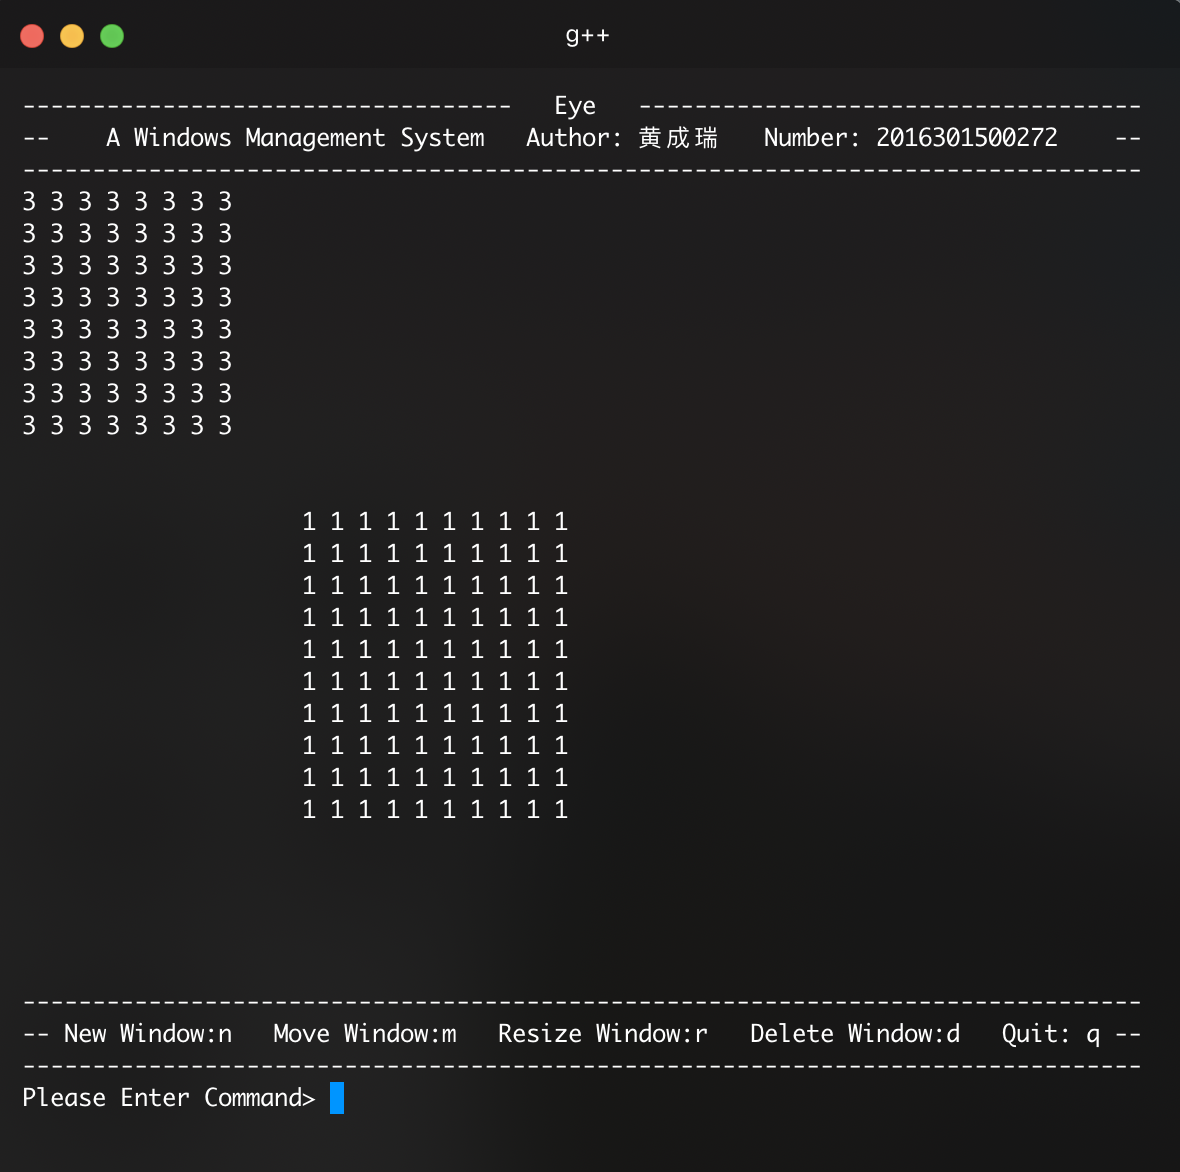 g++
-----------------------------------   Eye   ------------------------------------
--    A Windows Management System   Author: 黄成瑞   Number: 2016301500272    --
--------------------------------------------------------------------------------
3 3 3 3 3 3 3 3
3 3 3 3 3 3 3 3
3 3 3 3 3 3 3 3
3 3 3 3 3 3 3 3
3 3 3 3 3 3 3 3
3 3 3 3 3 3 3 3
3 3 3 3 3 3 3 3
3 3 3 3 3 3 3 3
1 1 1 1 1 1 1 1 1 1
1 1 1 1 1 1 1 1 1 1
1 1 1 1 1 1 1 1 1 1
1 1 1 1 1 1 1 1 1 1
1 1 1 1 1 1 1 1 1 1
1 1 1 1 1 1 1 1 1 1
1 1 1 1 1 1 1 1 1 1
1 1 1 1 1 1 1 1 1 1
1 1 1 1 1 1 1 1 1 1
1 1 1 1 1 1 1 1 1 1
--------------------------------------------------------------------------------
-- New Window:n   Move Window:m   Resize Window:r   Delete Window:d   Quit: q --
--------------------------------------------------------------------------------
Please Enter Command>